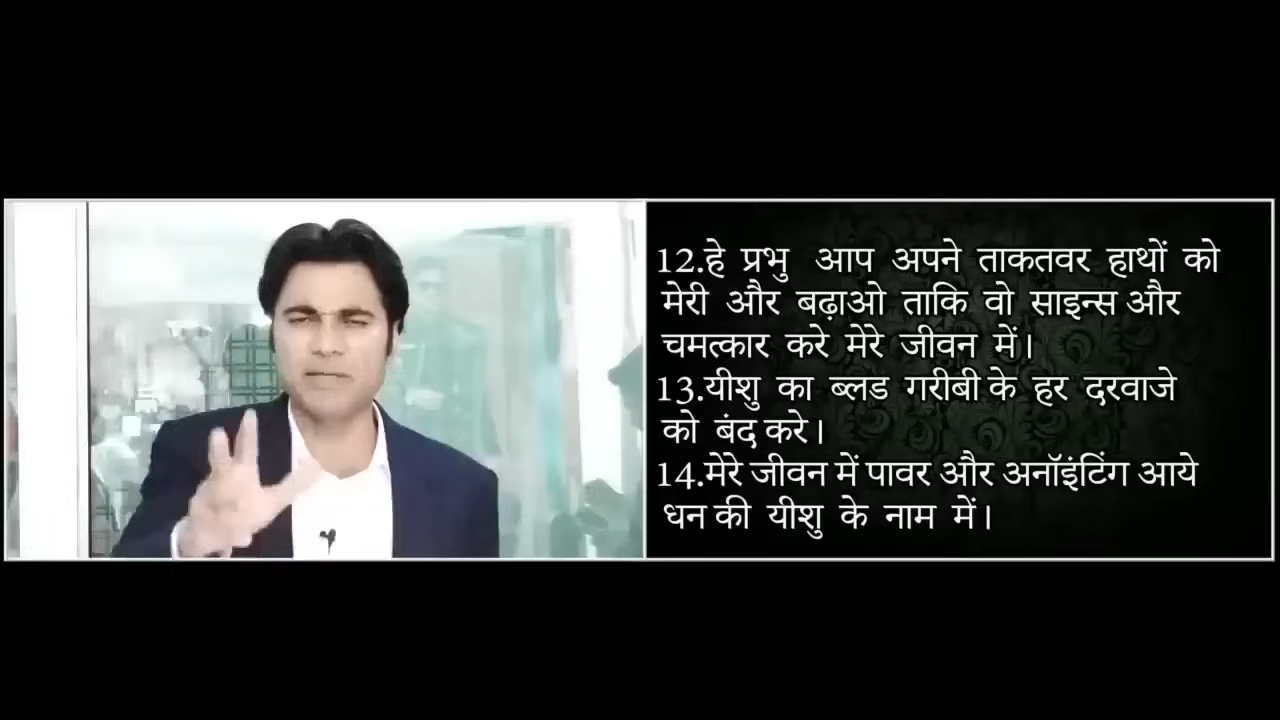 12.हे प्रभु आप अपने ताकतवर हाथों को
मेरी और बढ़ाओ ताकि वो साइन्स और
चमत्कार करे मेरे जीवन में।
13.यीशु का ब्लड गरीबी के हर दरवाजे
को बंद करे।
14.मेरे जीवन में पावर और अनॉइंटिंग आये
धन की यीशु के नाम में।